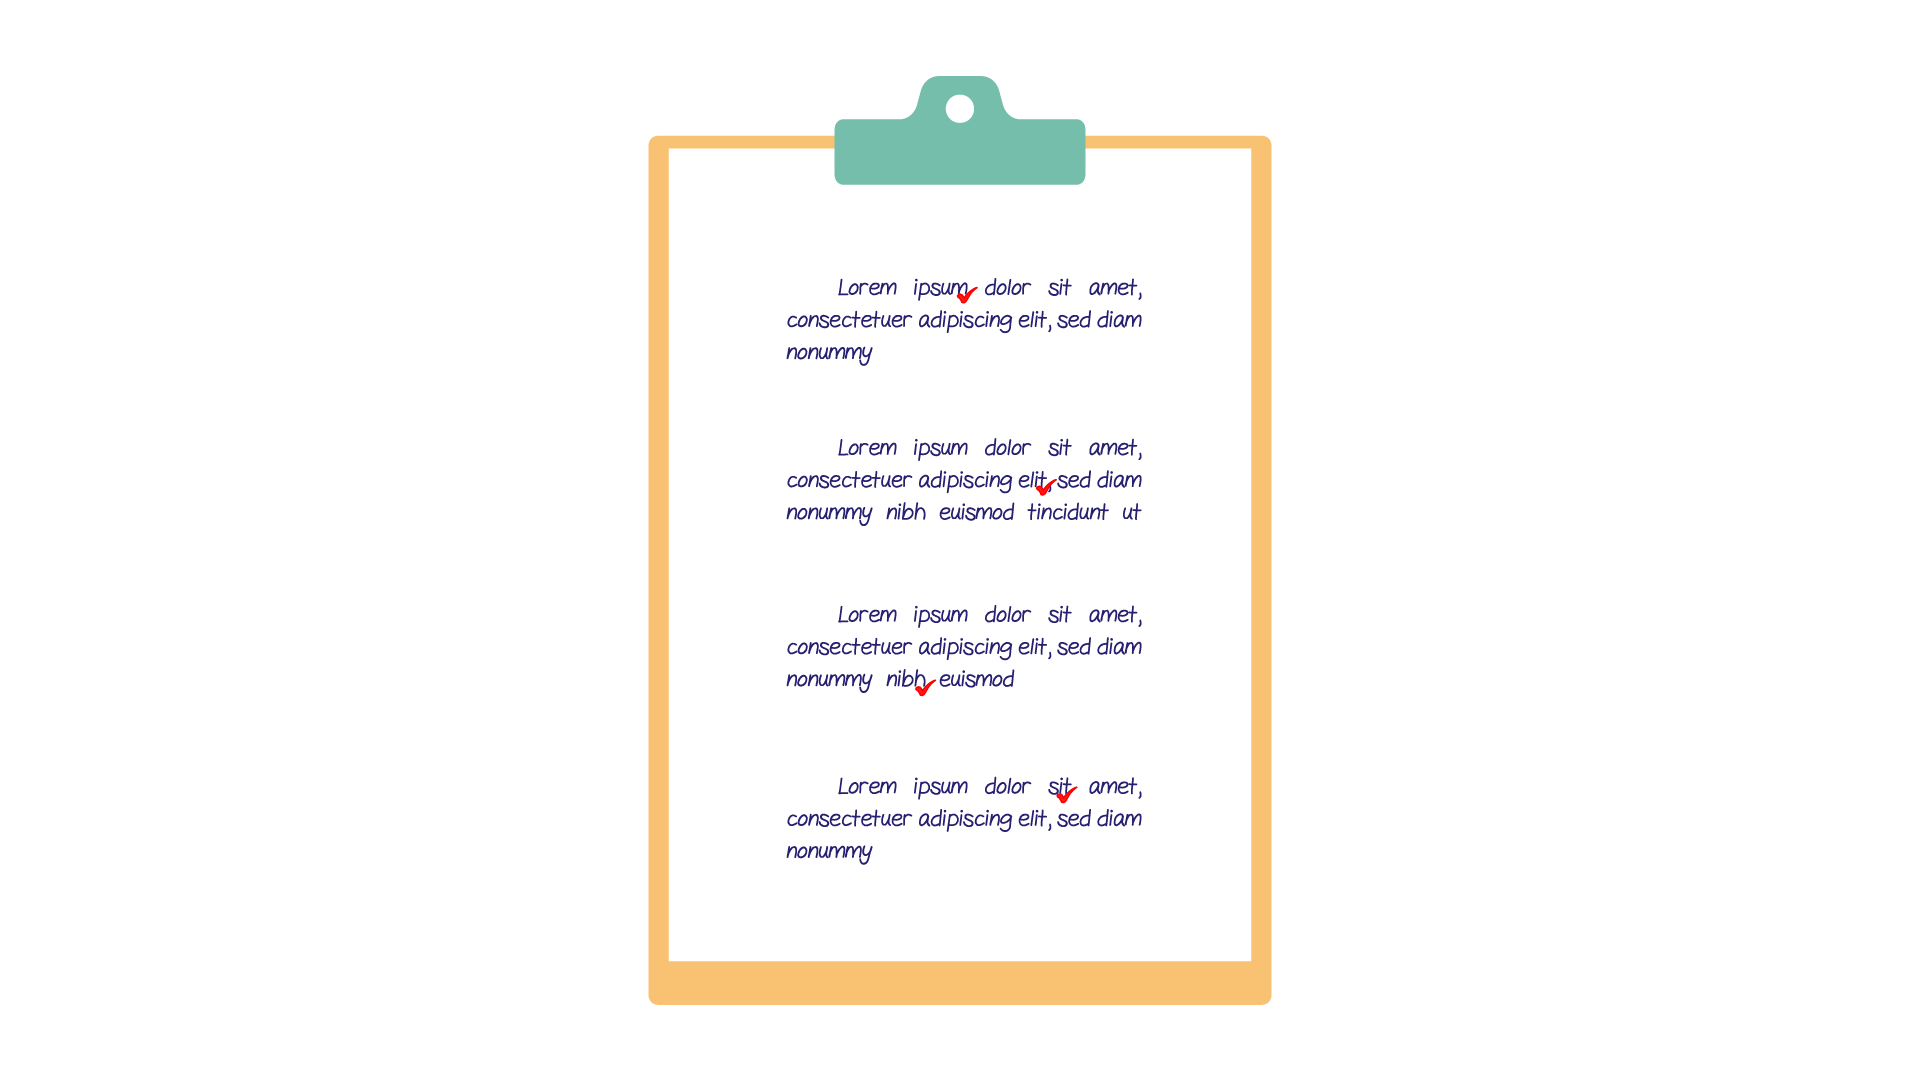 Lorem ipsum dolor sit amet,
consectetuer adipiscing elit, sed diam
nonummy
Lorem ipsum dolor sit amet,
consectetuer adipiscing elit, sed diam
nonummy nibh euismod tincidunt ut
Lorem ipsum dolor sit amet,
consectetuer adipiscing elit, sed diam
nonummy nibh euismod
Lorem ipsum dolor sit amet,
consectetuer adipiscing elit, sed diam
nonummy